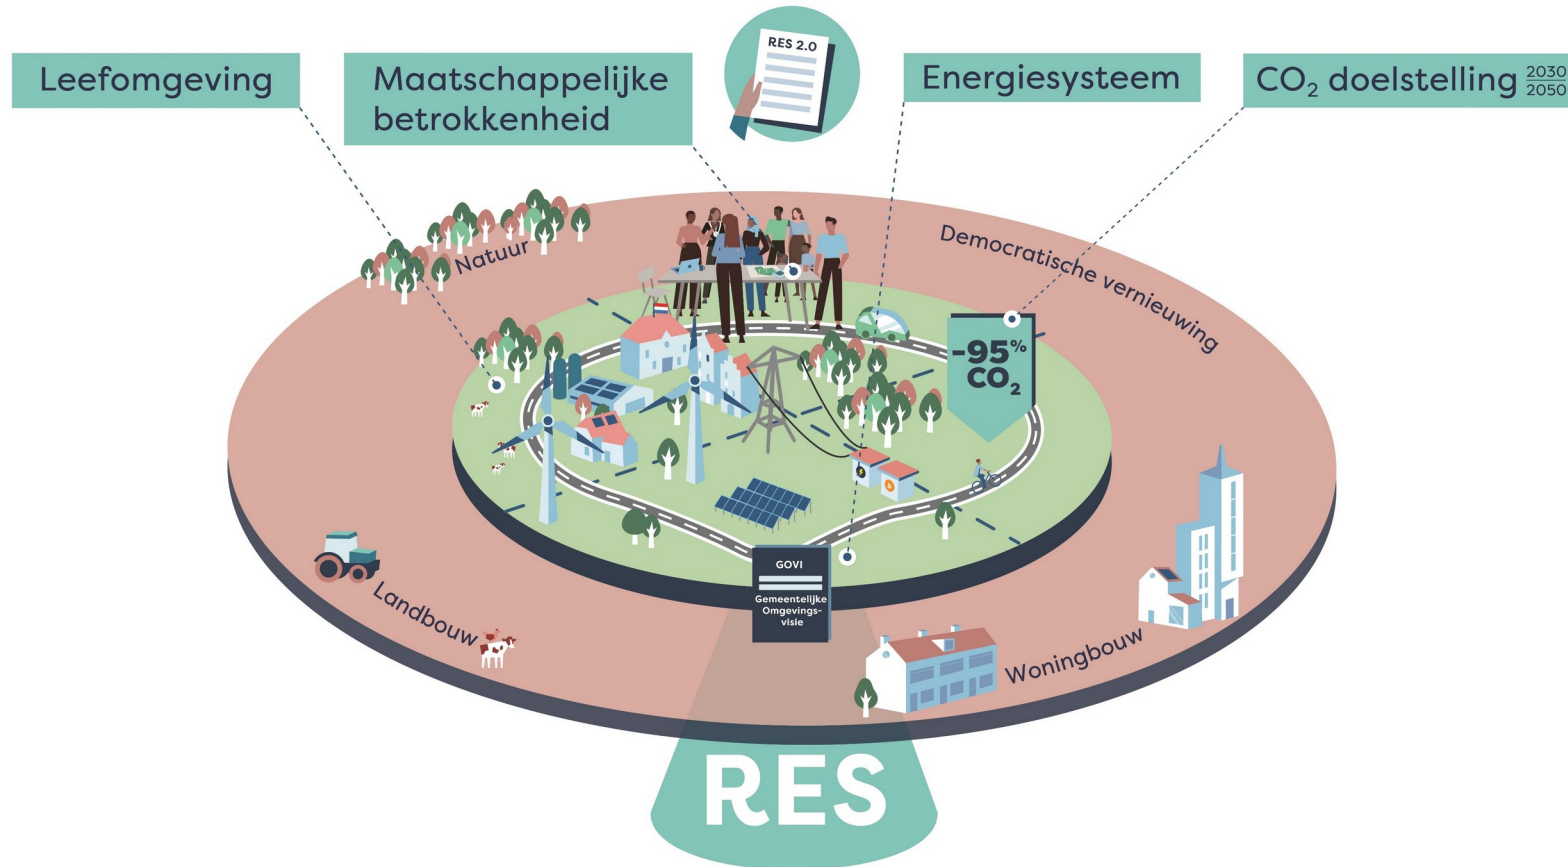 RES 2.0
Leefomgeving
Maatschappelijke
betrokkenheid
Energiesysteem
CO₂ doelstelling 2030
2050
Natuur
Democratische vernieuwing
-95%
CO₂
Landbouw
GOVI
Gemeentelijke
Omgevings-
visie
Woningbouw
RES